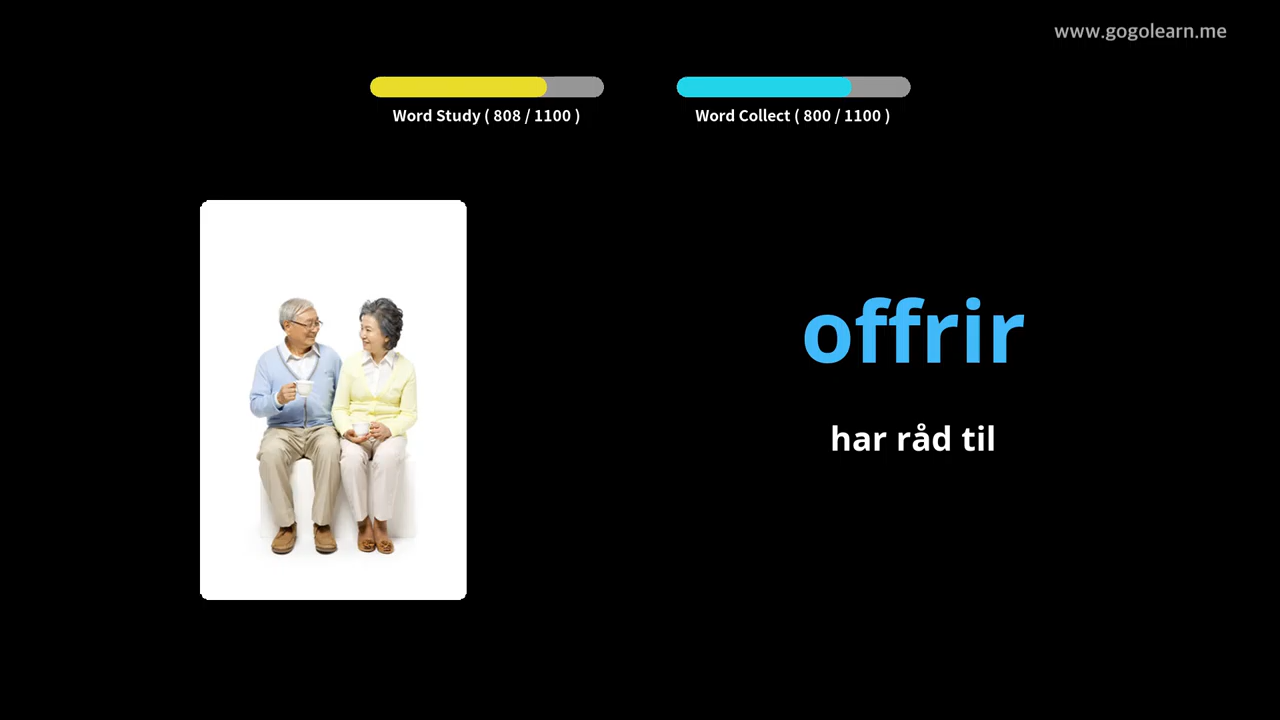 www.gogolearn.me
Word Study ( 808 / 1100 )
Word Collect ( 800 / 1100 )
offrir
har råd til